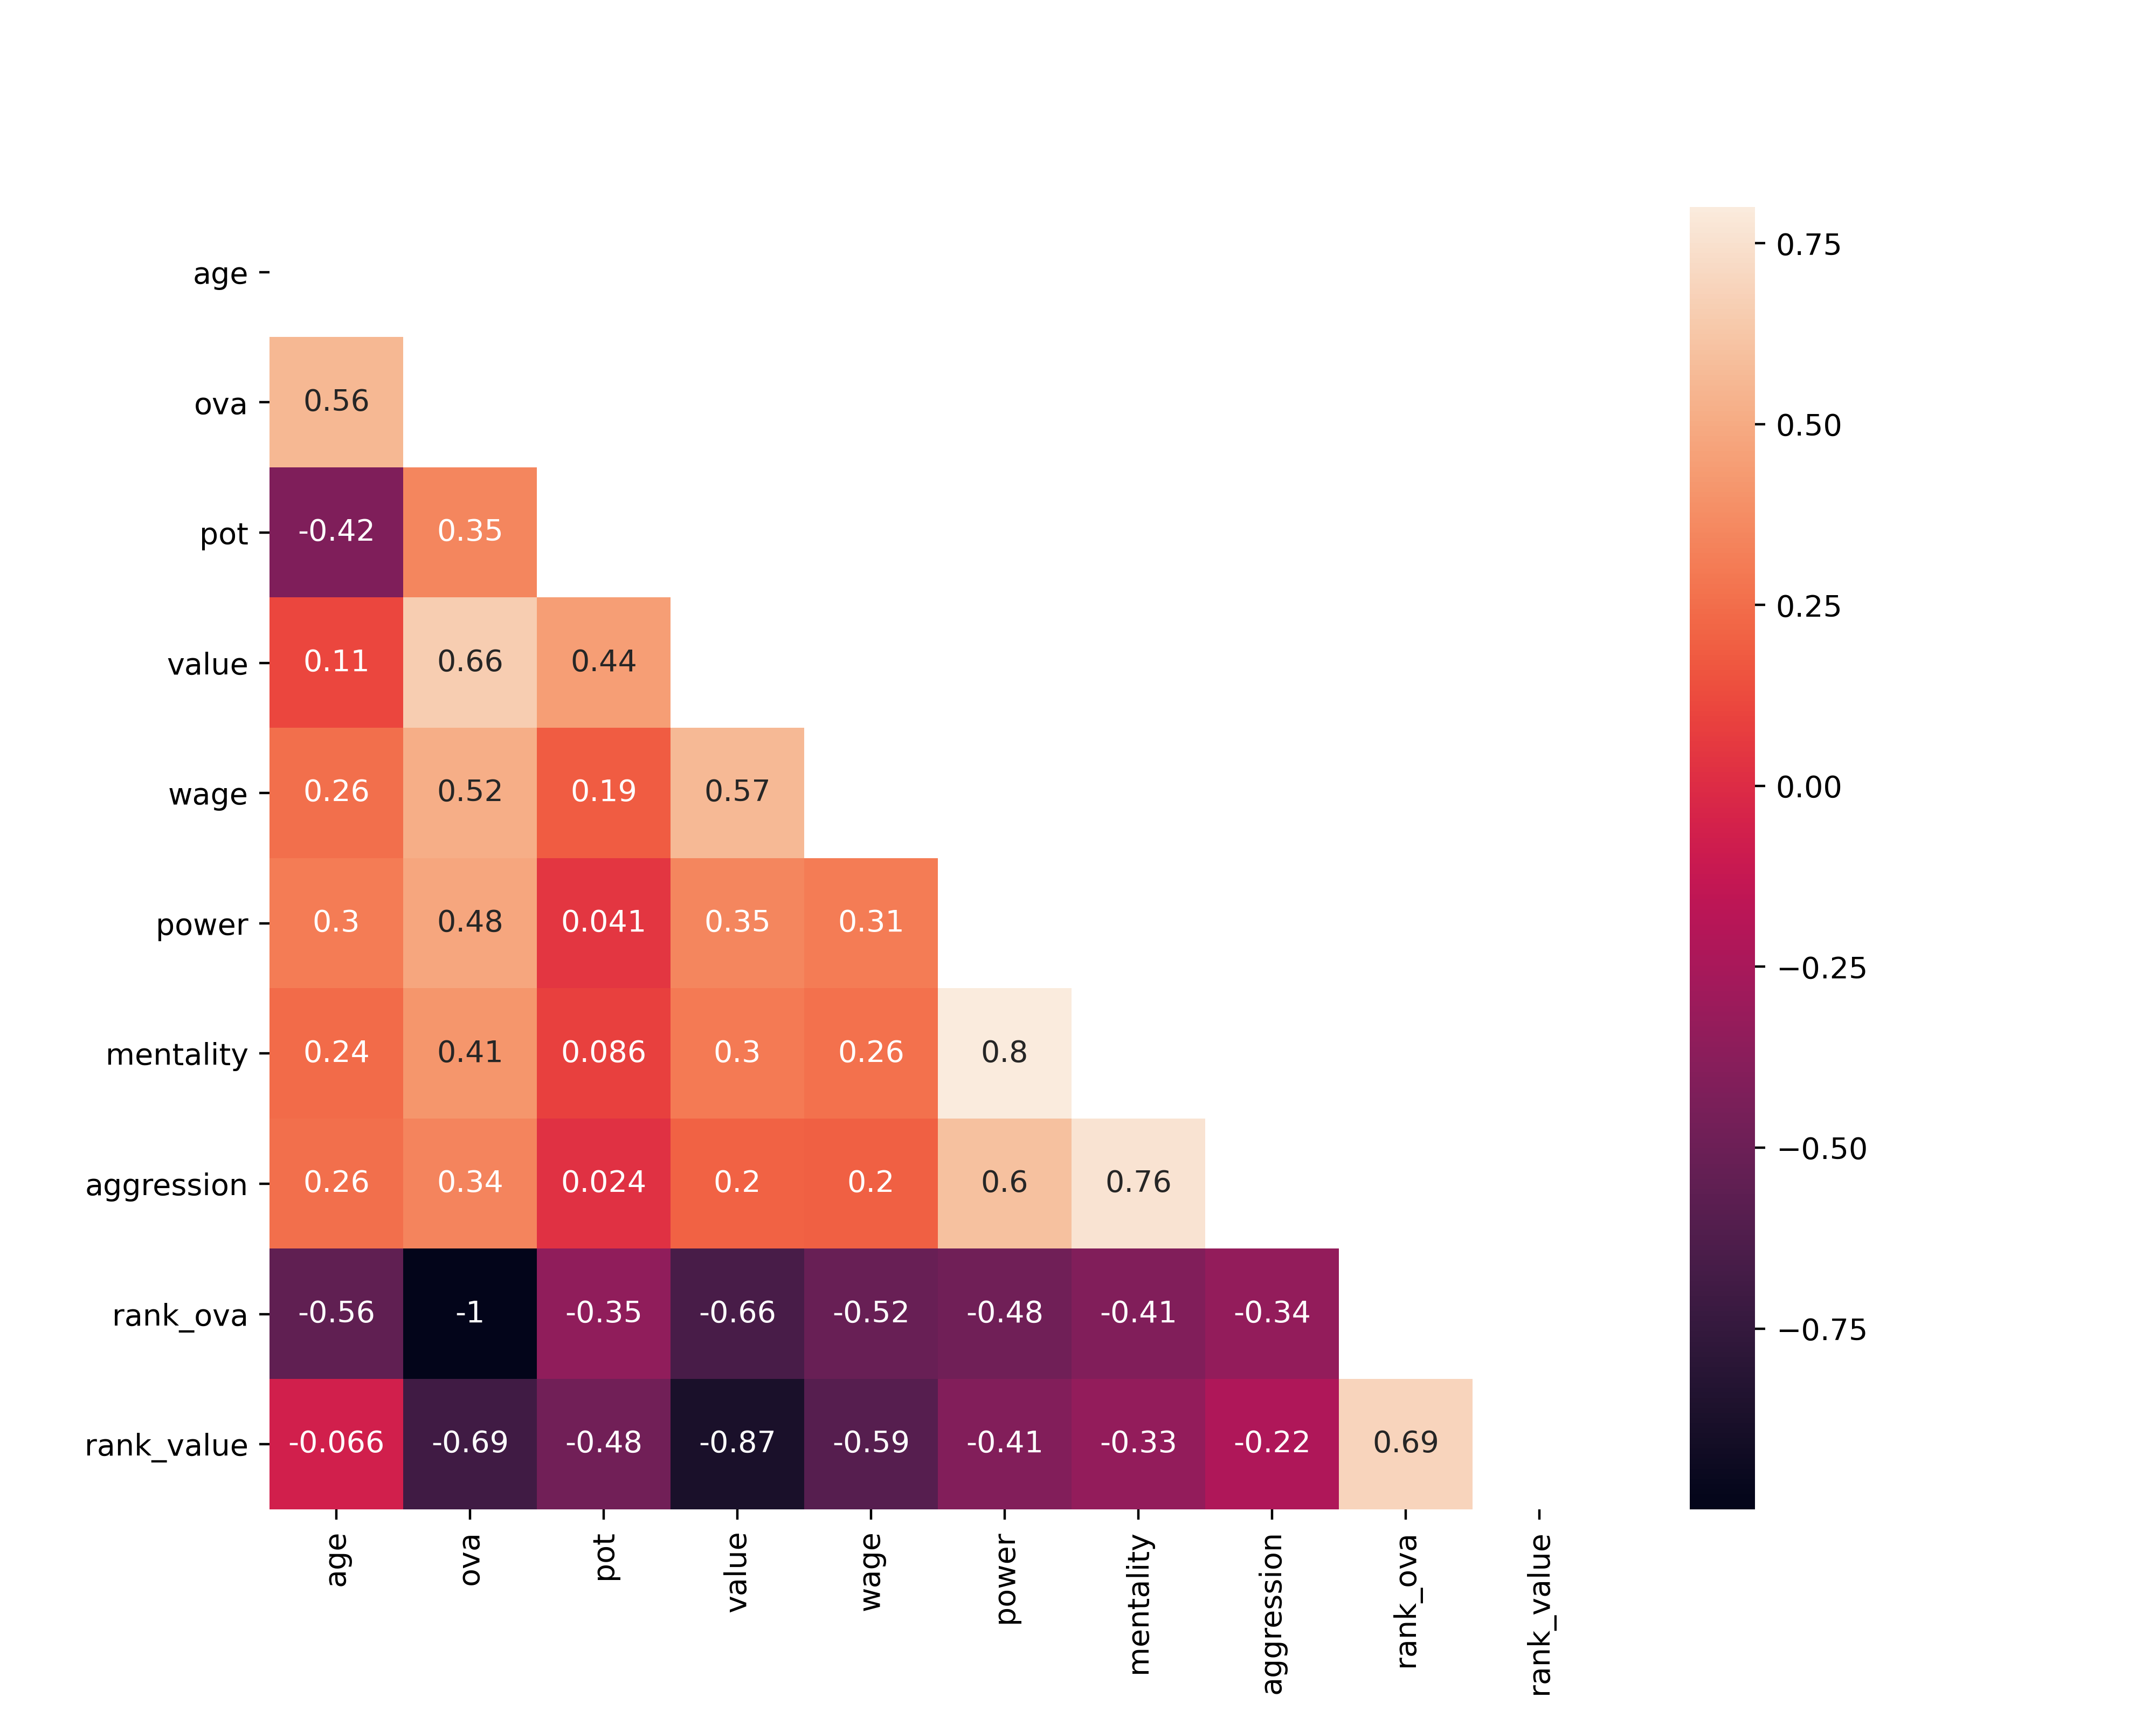 0.75
age
ova 0.56 0.50
pot -0.42 0.35
0.25
value 0.11 0.66 0.44
wage 0.26 0.52 0.19 0.57 0.00
power 0.3 0.48 0.041 0.35 0.31
−0.25
mentality 0.24 0.41 0.086 0.3 0.26 0.8
−0.50
aggression 0.26 0.34 0.024 0.2 0.2 0.6 0.76
rank_ova -0.56 -1 -0.35 -0.66 -0.52 -0.48 -0.41 -0.34 −0.75
rank_value -0.066 -0.69 -0.48 -0.87 -0.59 -0.41 -0.33 -0.22 0.69
age ova pot value wage power mentality aggression rank_ova rank_value